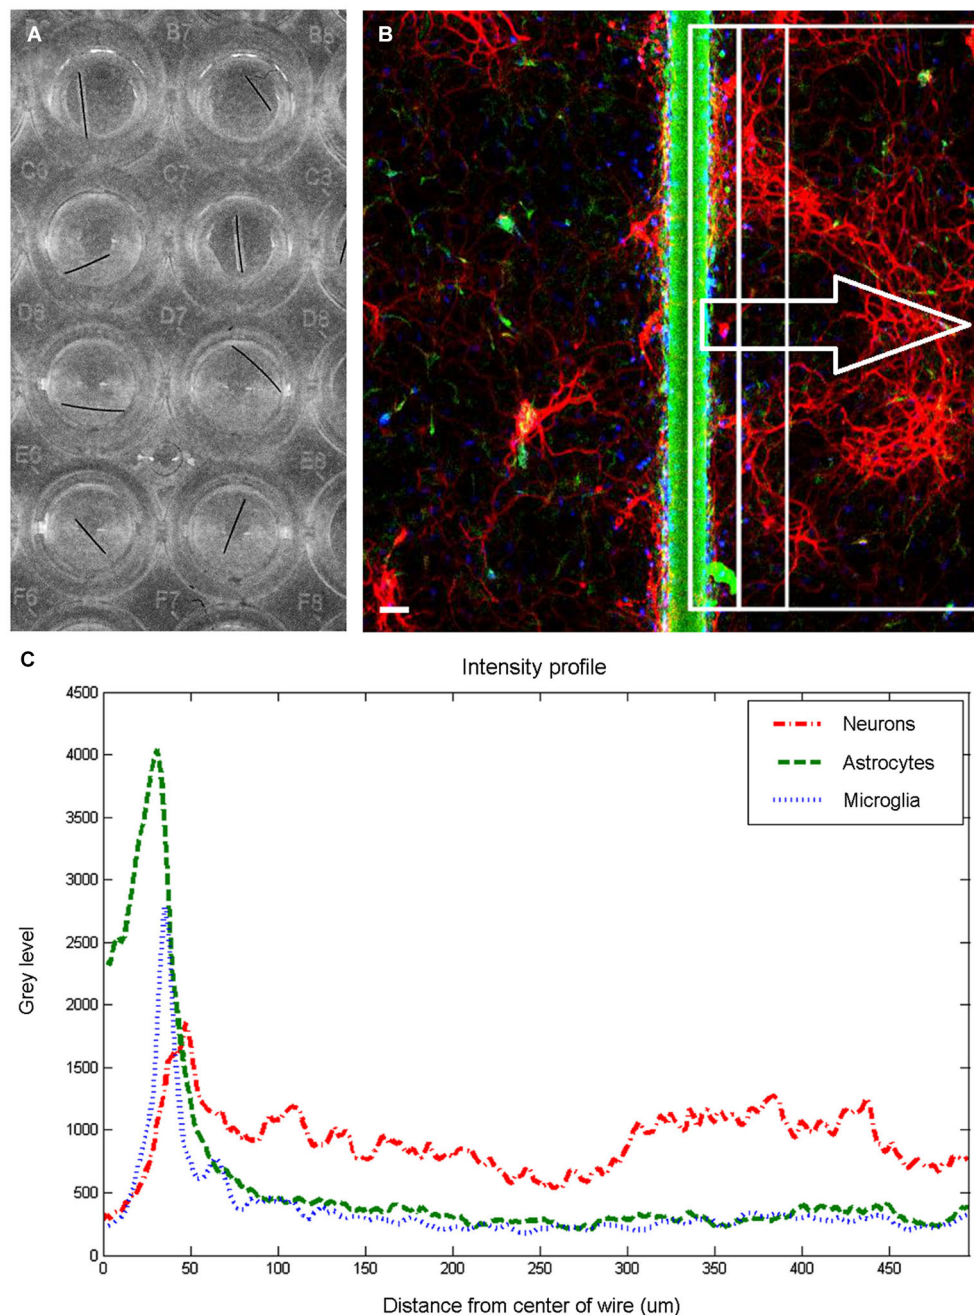 A
B7
B8
C6
C7
C3
D6
D7
D8
E6
E8
F6
F7
F8
B
C
Intensity profile
Neurons
Astrocytes
Microglia
4500
4000
3500
3000
2500
2000
1500
1000
500
0
Grey level
0 50 100 150 200 250 300 350 400 450
Distance from center of wire (um)